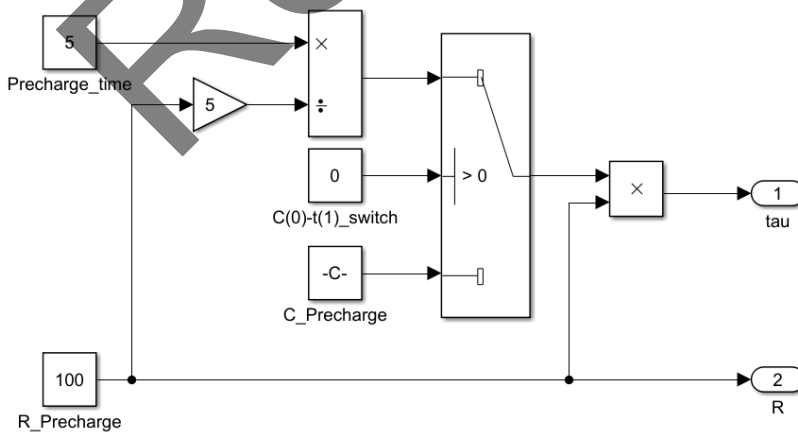 5
Precharge_time
5
×
÷
0
C(0)-t(1)_switch
> 0
-C-
C_Precharge
×
1
tau
100
R_Precharge
2
R